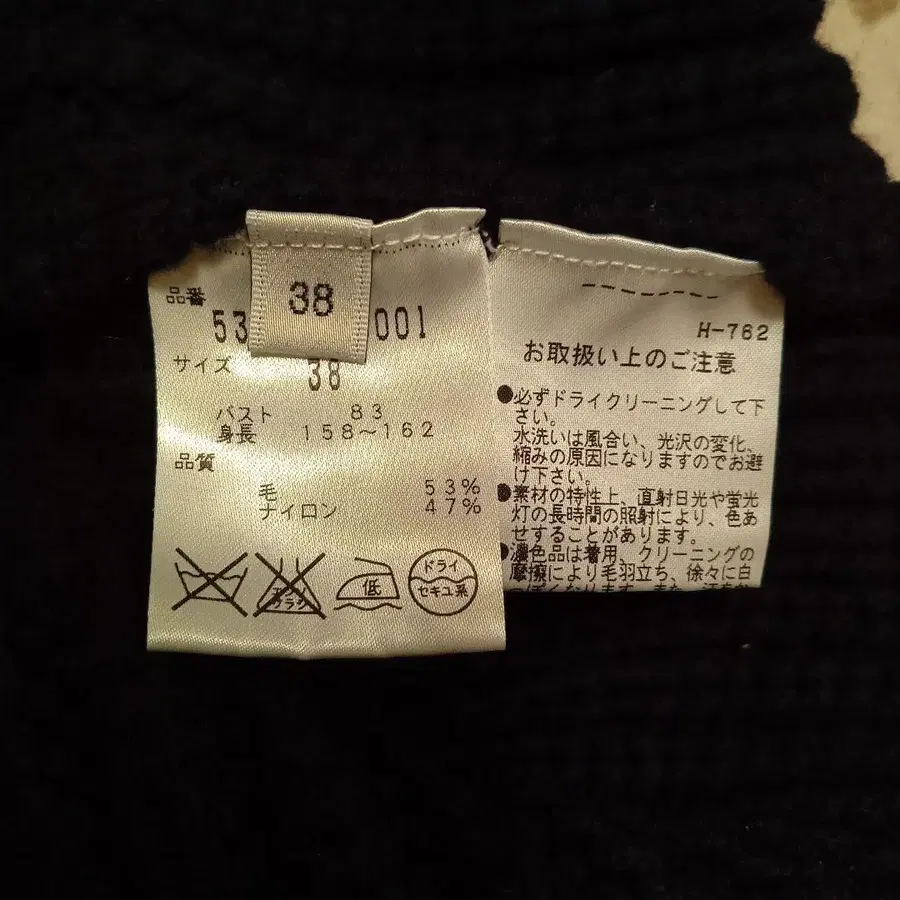 38
品番
53 001
サイズ
38
バスト 83
身長 158～162
品質
毛 53%
ナイロン 47%
低
ドライ
セキユ系
H-762
お取扱い上のご注意
●必ずドライクリーニングして下
さい。
水洗いは風合い、光沢の変化、
縮みの原因になりますのでお避
け下さい。
●素材の特性上、直射日光や蛍光
灯の長時間の照射により、色あ
せすることがあります。
●濃色品は着用、クリーニングの
摩擦により毛羽立ち、徐々に白